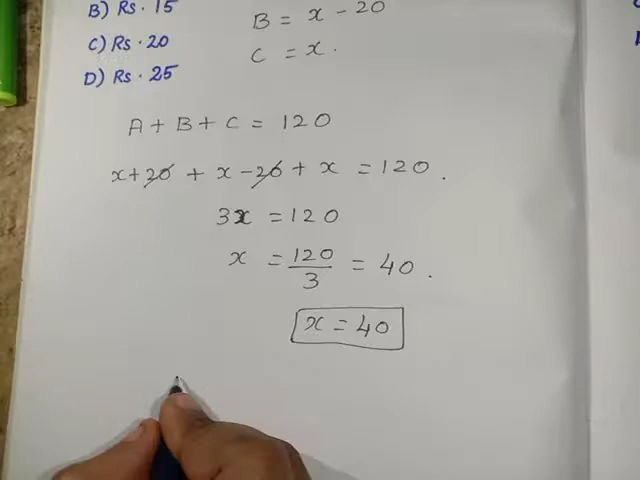 B) Rs. 15
C) Rs. 20
D) Rs. 25
B = x - 20
C = x.
A + B + C = 120
x + 20 + x - 20 + x = 120.
3x = 120
x = 120/3 = 40.
x = 40